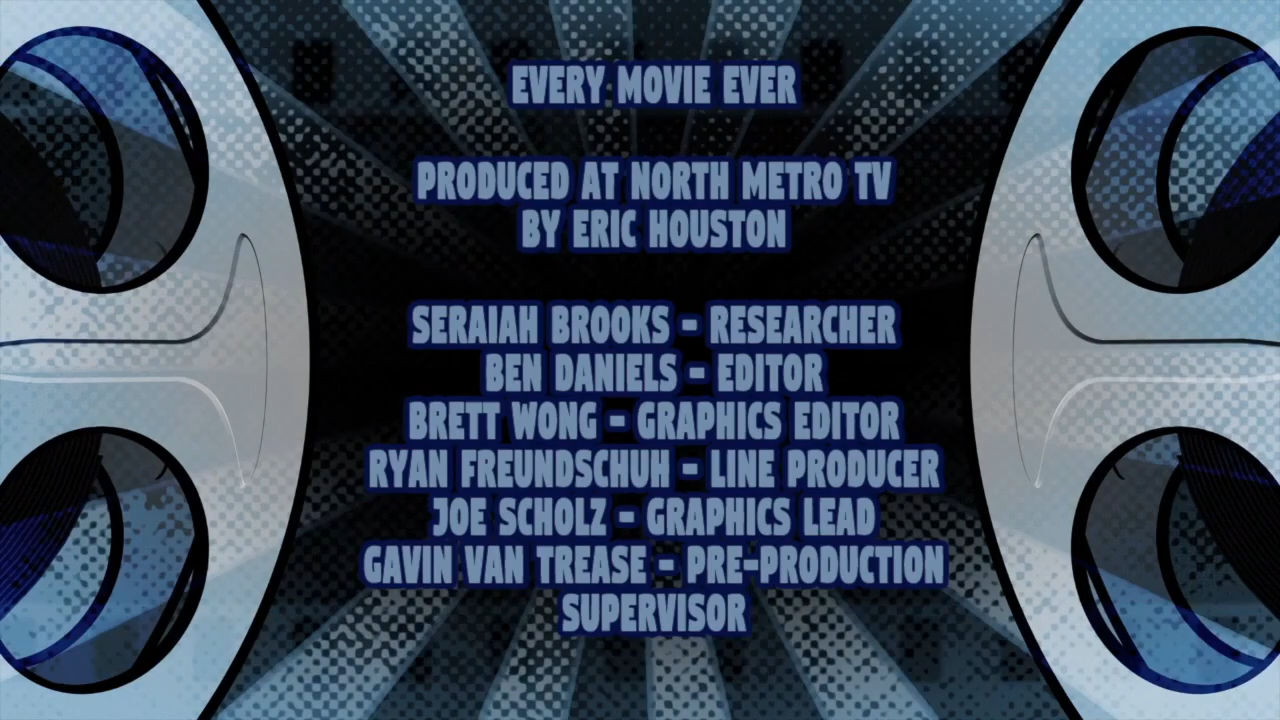 EVERY MOVIE EVER
PRODUCED AT NORTH METRO TV
BY ERIC HOUSTON
SERAIAH BROOKS - RESEARCHER
BEN DANIELS - EDITOR
BRETT WONG - GRAPHICS EDITOR
RYAN FREUNDSCHUH - LINE PRODUCER
JOE SCHOLZ - GRAPHICS LEAD
GAVIN VAN TREASE - PRE-PRODUCTION
SUPERVISOR